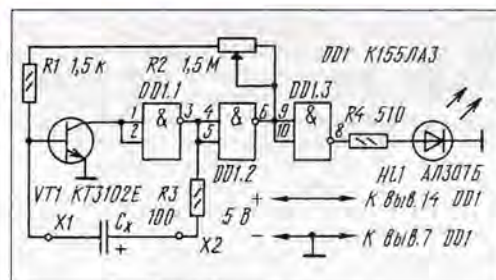 R1 1,5 к
R2 1,5 М
DD1 К155ЛА3
DD1.1
DD1.3
1
2
&
3
4
5
&
6
9
10
&
8
R4 510
DD1.2
VT1 КТ3102Е
HL1 АЛ307Б
R3
100
5 В
+
К выв.14 DD1
X1
Cx
+
X2
−
К выв.7 DD1